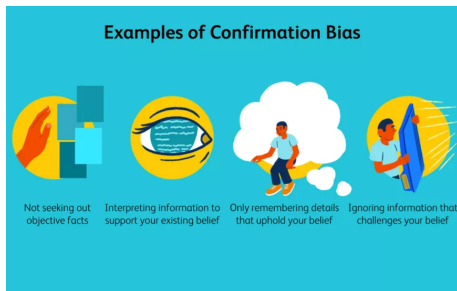 Examples of Confirmation Bias
Not seeking out
objective facts
Interpreting information to
support your existing belief
Only remembering details
that uphold your belief
Ignoring information that
challenges your belief